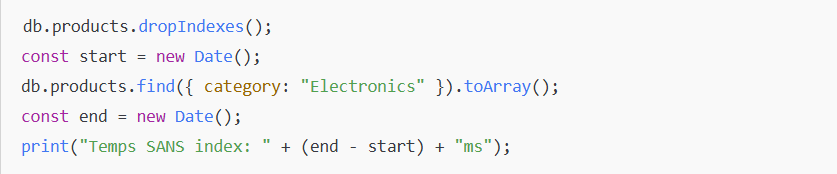 db.products.dropIndexes();
const start = new Date();
db.products.find({ category: "Electronics" }).toArray();
const end = new Date();
print("Temps SANS index: " + (end - start) + "ms");